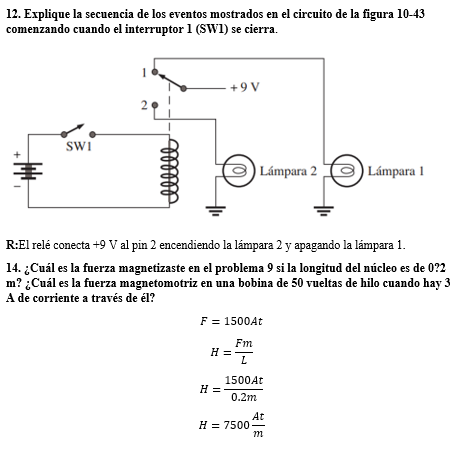 12. Explique la secuencia de los eventos mostrados en el circuito de la figura 10-43
comenzando cuando el interruptor 1 (SW1) se cierra.
1
+9 V
2
SW1
+
−
Lámpara 2
Lámpara 1
R:El relé conecta +9 V al pin 2 encendiendo la lámpara 2 y apagando la lámpara 1.
14. ¿Cuál es la fuerza magnetizaste en el problema 9 si la longitud del núcleo es de 0?2
m? ¿Cuál es la fuerza magnetomotriz en una bobina de 50 vueltas de hilo cuando hay 3
A de corriente a través de él?
F = 1500At
H = Fm/L
H = 1500At/0.2m
H = 7500 At/m